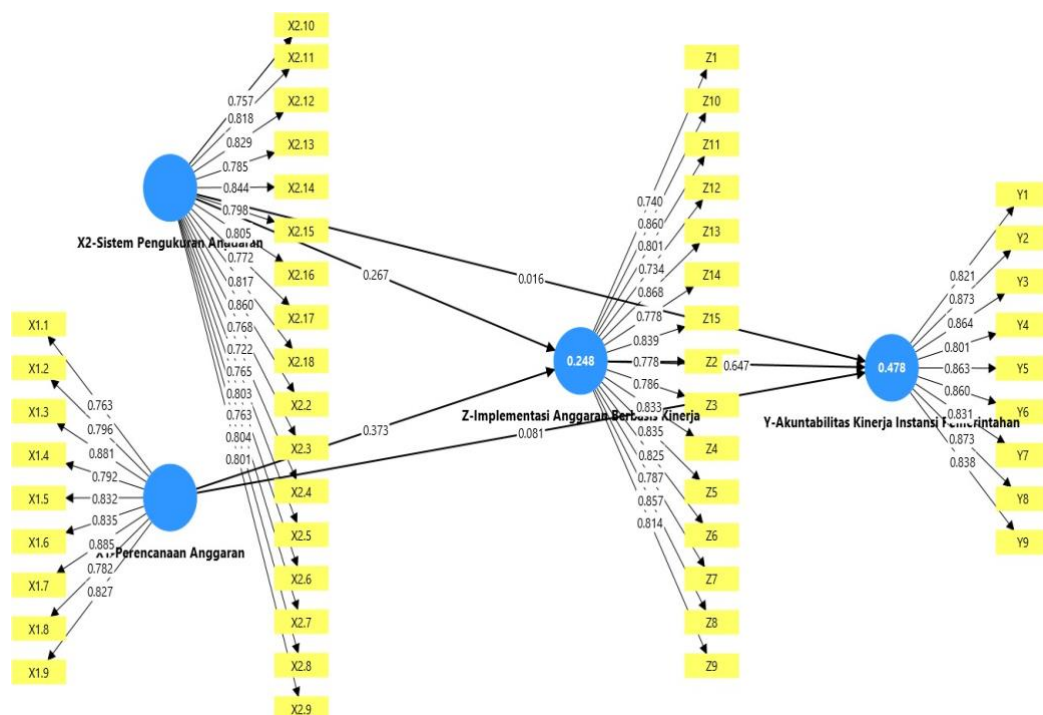 X2.10
X2.11
X2.12
X2.13
X2.14
X2.15
X2.16
X2.17
X2.18
X2.2
X2.3
X2.4
X2.5
X2.6
X2.7
X2.8
X2.9
0.757
0.818
0.829
0.785
0.844
0.798
0.805
0.772
0.817
0.860
0.768
0.722
0.765
0.803
0.763
0.804
0.801
X2-Sistem Pengukuran Anggaran
X1.1
X1.2
X1.3
X1.4
X1.5
X1.6
X1.7
X1.8
X1.9
0.763
0.796
0.881
0.792
0.832
0.835
0.885
0.782
0.827
X1-Perencanaan Anggaran
0.267
0.016
0.373
0.081
0.647
Z1
Z10
Z11
Z12
Z13
Z14
Z15
Z2
Z3
Z4
Z5
Z6
Z7
Z8
Z9
0.740
0.860
0.801
0.734
0.868
0.778
0.839
0.778
0.786
0.833
0.835
0.825
0.787
0.857
0.814
0.248
Z-Implementasi Anggaran Berbasis Kinerja
Y1
Y2
Y3
Y4
Y5
Y6
Y7
Y8
Y9
0.821
0.873
0.864
0.801
0.863
0.860
0.831
0.873
0.838
0.478
Y-Akuntabilitas Kinerja Instansi Pemerintahan